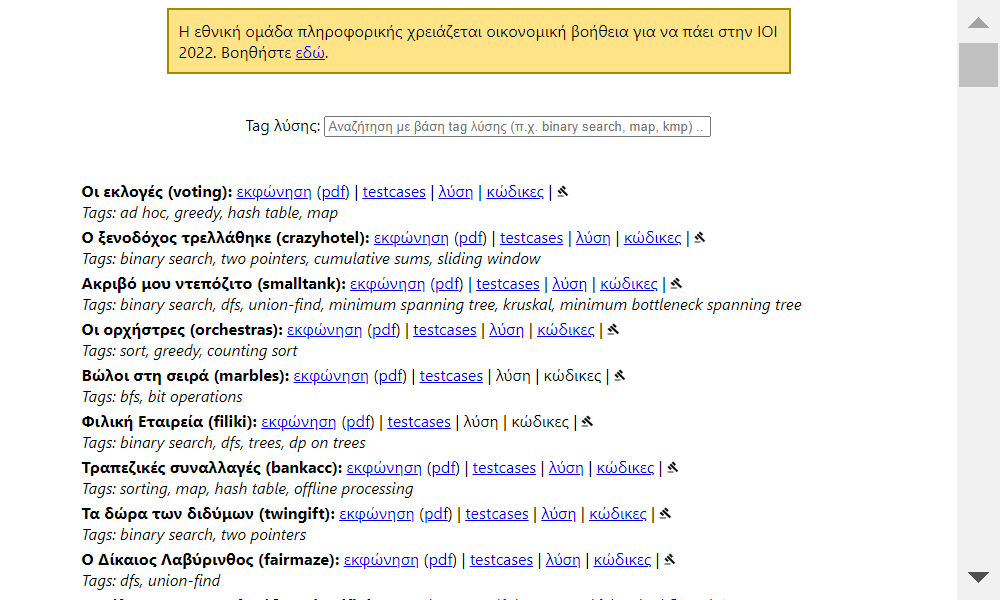 Η εθνική ομάδα πληροφορικής χρειάζεται οικονομική βοήθεια για να πάει στην ΙΟΙ
2022. Βοηθήστε εδώ.
Tag λύσης: Αναζήτηση με βάση tag λύσης (π.χ. binary search, map, kmp) ..
Οι εκλογές (voting): εκφώνηση (pdf) | testcases | λύση | κώδικες |
Tags: ad hoc, greedy, hash table, map
Ο ξενοδόχος τρελλάθηκε (crazyhotel): εκφώνηση (pdf) | testcases | λύση | κώδικες |
Tags: binary search, two pointers, cumulative sums, sliding window
Ακριβό μου ντεπόζιτο (smalltank): εκφώνηση (pdf) | testcases | λύση | κώδικες |
Tags: binary search, dfs, union-find, minimum spanning tree, kruskal, minimum bottleneck spanning tree
Οι ορχήστρες (orchestras): εκφώνηση (pdf) | testcases | λύση | κώδικες |
Tags: sort, greedy, counting sort
Βώλοι στη σειρά (marbles): εκφώνηση (pdf) | testcases | λύση | κώδικες |
Tags: bfs, bit operations
Φιλική Εταιρεία (filiki): εκφώνηση (pdf) | testcases | λύση | κώδικες |
Tags: binary search, dfs, trees, dp on trees
Τραπεζικές συναλλαγές (bankacc): εκφώνηση (pdf) | testcases | λύση | κώδικες |
Tags: sorting, map, hash table, offline processing
Τα δώρα των διδύμων (twingift): εκφώνηση (pdf) | testcases | λύση | κώδικες |
Tags: binary search, two pointers
Ο Δίκαιος Λαβύρινθος (fairmaze): εκφώνηση (pdf) | testcases | λύση | κώδικες |
Tags: dfs, union-find